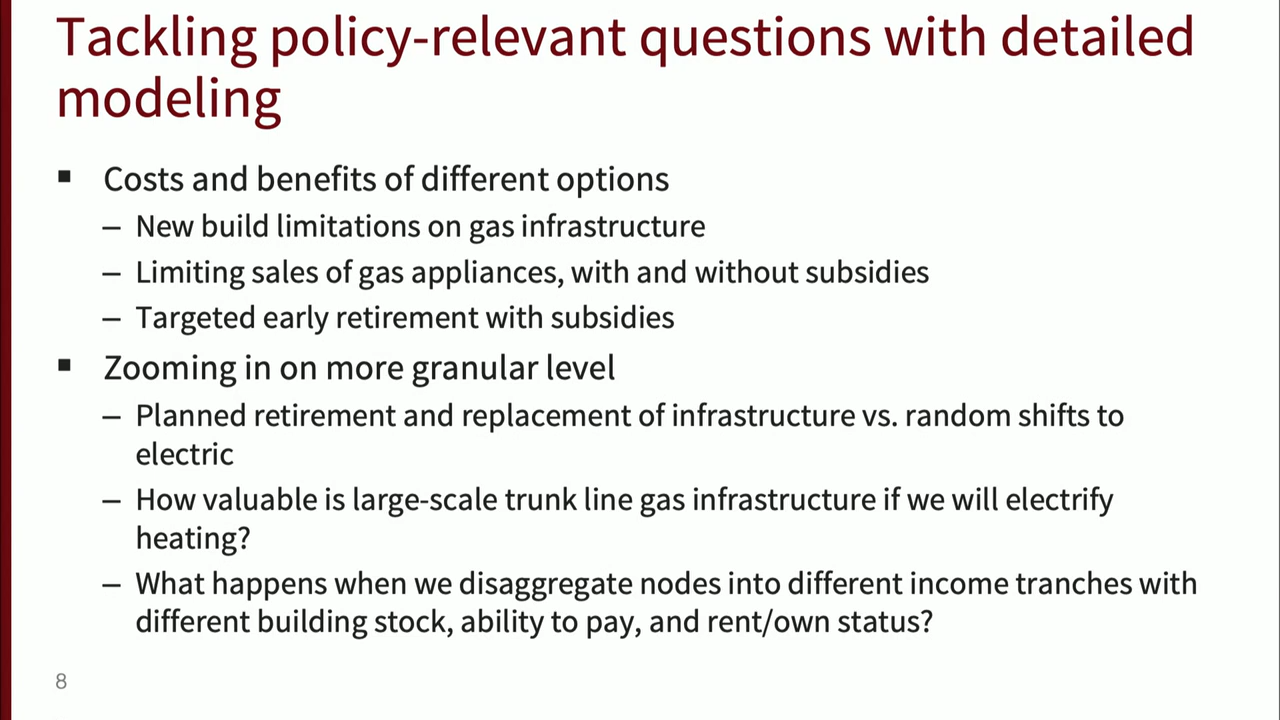 Tackling policy-relevant questions with detailed
modeling
▪ Costs and benefits of different options
– New build limitations on gas infrastructure
– Limiting sales of gas appliances, with and without subsidies
– Targeted early retirement with subsidies
▪ Zooming in on more granular level
– Planned retirement and replacement of infrastructure vs. random shifts to
electric
– How valuable is large-scale trunk line gas infrastructure if we will electrify
heating?
– What happens when we disaggregate nodes into different income tranches with
different building stock, ability to pay, and rent/own status?
8